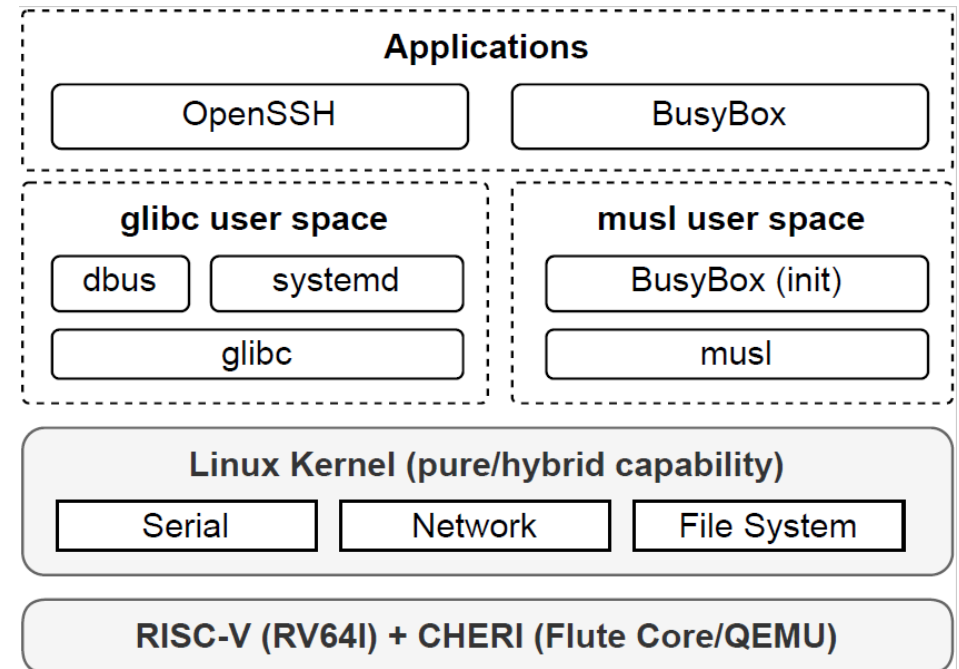 Applications
OpenSSH BusyBox
glibc user space
dbus systemd
glibc
musl user space
BusyBox (init)
musl
Linux Kernel (pure/hybrid capability)
Serial Network File System
RISC-V (RV64I) + CHERI (Flute Core/QEMU)